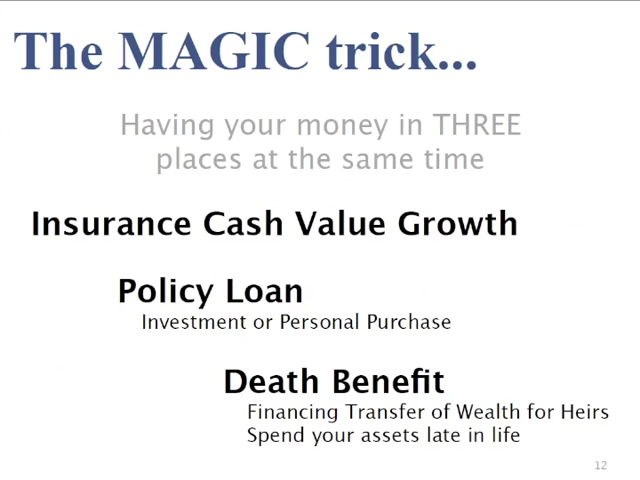 The MAGIC trick...
Having your money in THREE
places at the same time
Insurance Cash Value Growth
Policy Loan
Investment or Personal Purchase
Death Benefit
Financing Transfer of Wealth for Heirs
Spend your assets late in life
12